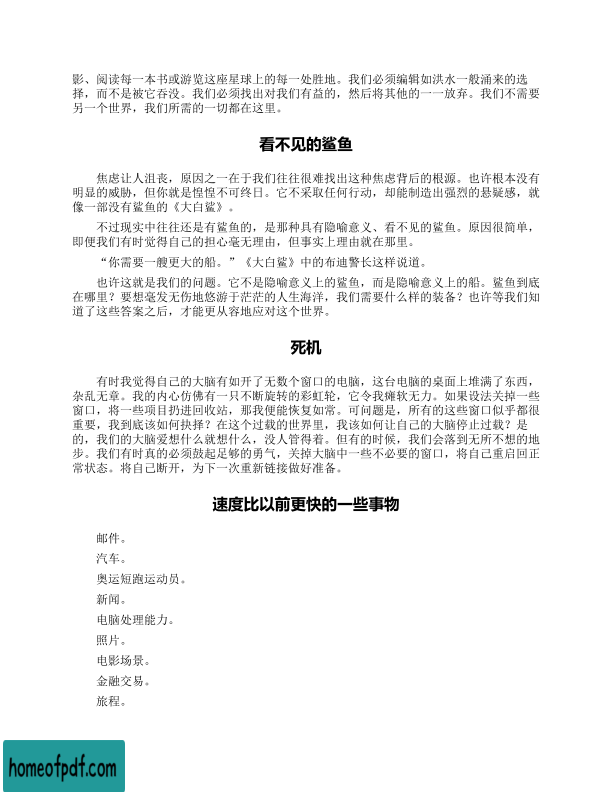 影、阅读每一本书或游览这座星球上的每一处胜地。我们必须编辑如洪水一般涌来的选
择，而不是被它吞没。我们必须找出对我们有益的，然后将其他的一一放弃。我们不需要
另一个世界，我们所需的一切都在这里。
看不见的鲨鱼
焦虑让人沮丧，原因之一在于我们往往很难找出这种焦虑背后的根源。也许根本没有
明显的威胁，但你就是惶惶不可终日。它不采取任何行动，却能制造出强烈的悬疑感，就
像一部没有鲨鱼的《大白鲨》。
不过现实中往往还是有鲨鱼的，是那种具有隐喻意义、看不见的鲨鱼。原因很简单，
即便我们有时觉得自己的担心毫无理由，但事实上理由就在那里。
“你需要一艘更大的船。”《大白鲨》中的布迪警长这样说道。
也许这就是我们的问题。它不是隐喻意义上的鲨鱼，而是隐喻意义上的船。鲨鱼到底
在哪里？要想毫发无伤地悠游于茫茫的人生海洋，我们需要什么样的装备？也许等我们知
道了这些答案之后，才能更从容地应对这个世界。
死机
有时我觉得自己的大脑有如开了无数个窗口的电脑，这台电脑的桌面上堆满了东西，
杂乱无章。我的内心仿佛有一只不断旋转的彩虹轮，它令我瘫软无力。如果设法关掉一些
窗口，将一些项目扔进回收站，那我便能恢复如常。可问题是，所有的这些窗口似乎都很
重要，我到底该如何抉择？在这个过载的世界里，我该如何让自己的大脑停止过载？是
的，我们的大脑爱想什么就想什么，没人管得着。但有的时候，我们会落到无所不想的地
步。我们有时真的必须鼓起足够的勇气，关掉大脑中一些不必要的窗口，将自己重启回正
常状态。将自己断开，为下一次重新链接做好准备。
速度比以前更快的一些事物
邮件。
汽车。
奥运短跑运动员。
新闻。
电脑处理能力。
照片。
电影场景。
金融交易。
旅程。
homeofpdf.com